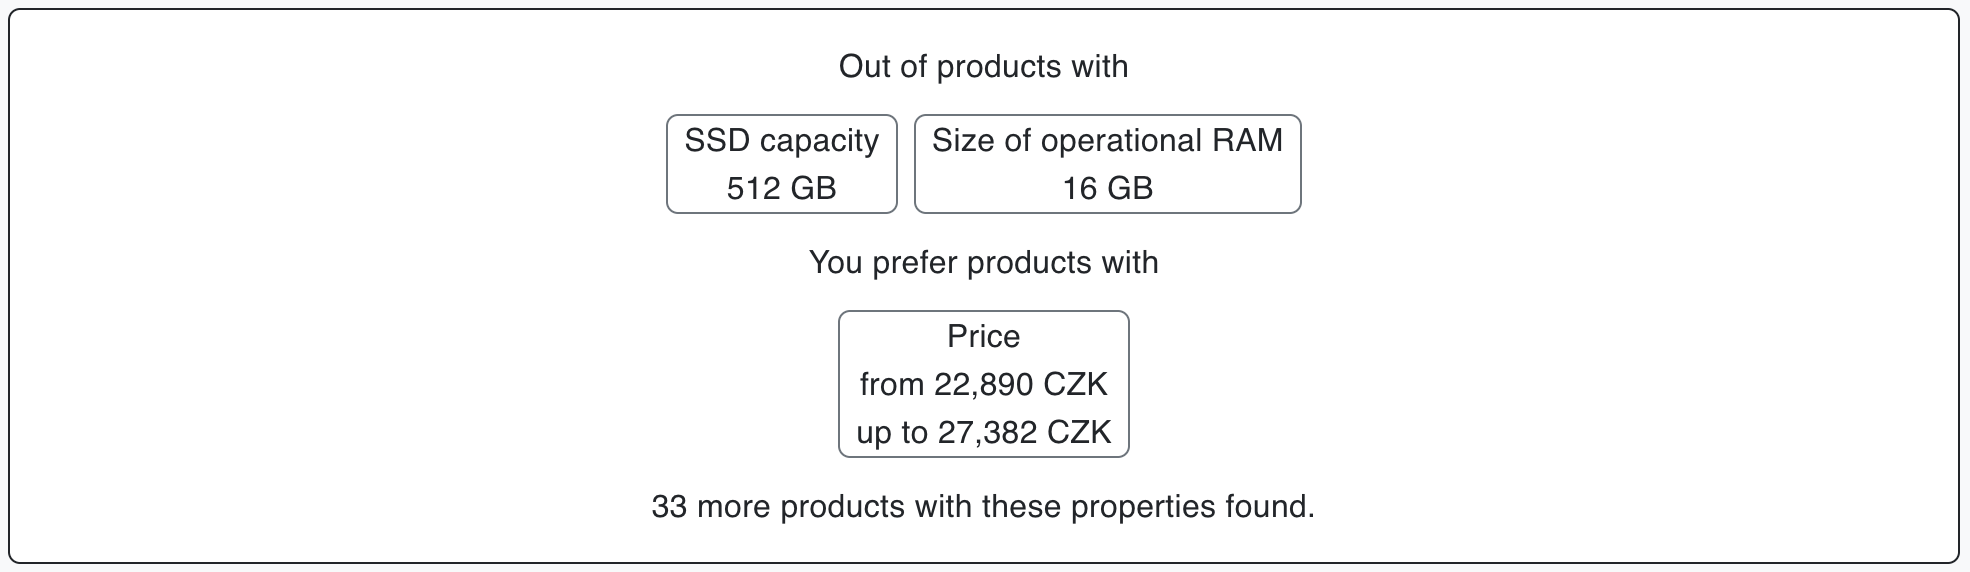 Out of products with
SSD capacity
512 GB
Size of operational RAM
16 GB
You prefer products with
Price
from 22,890 CZK
up to 27,382 CZK
33 more products with these properties found.